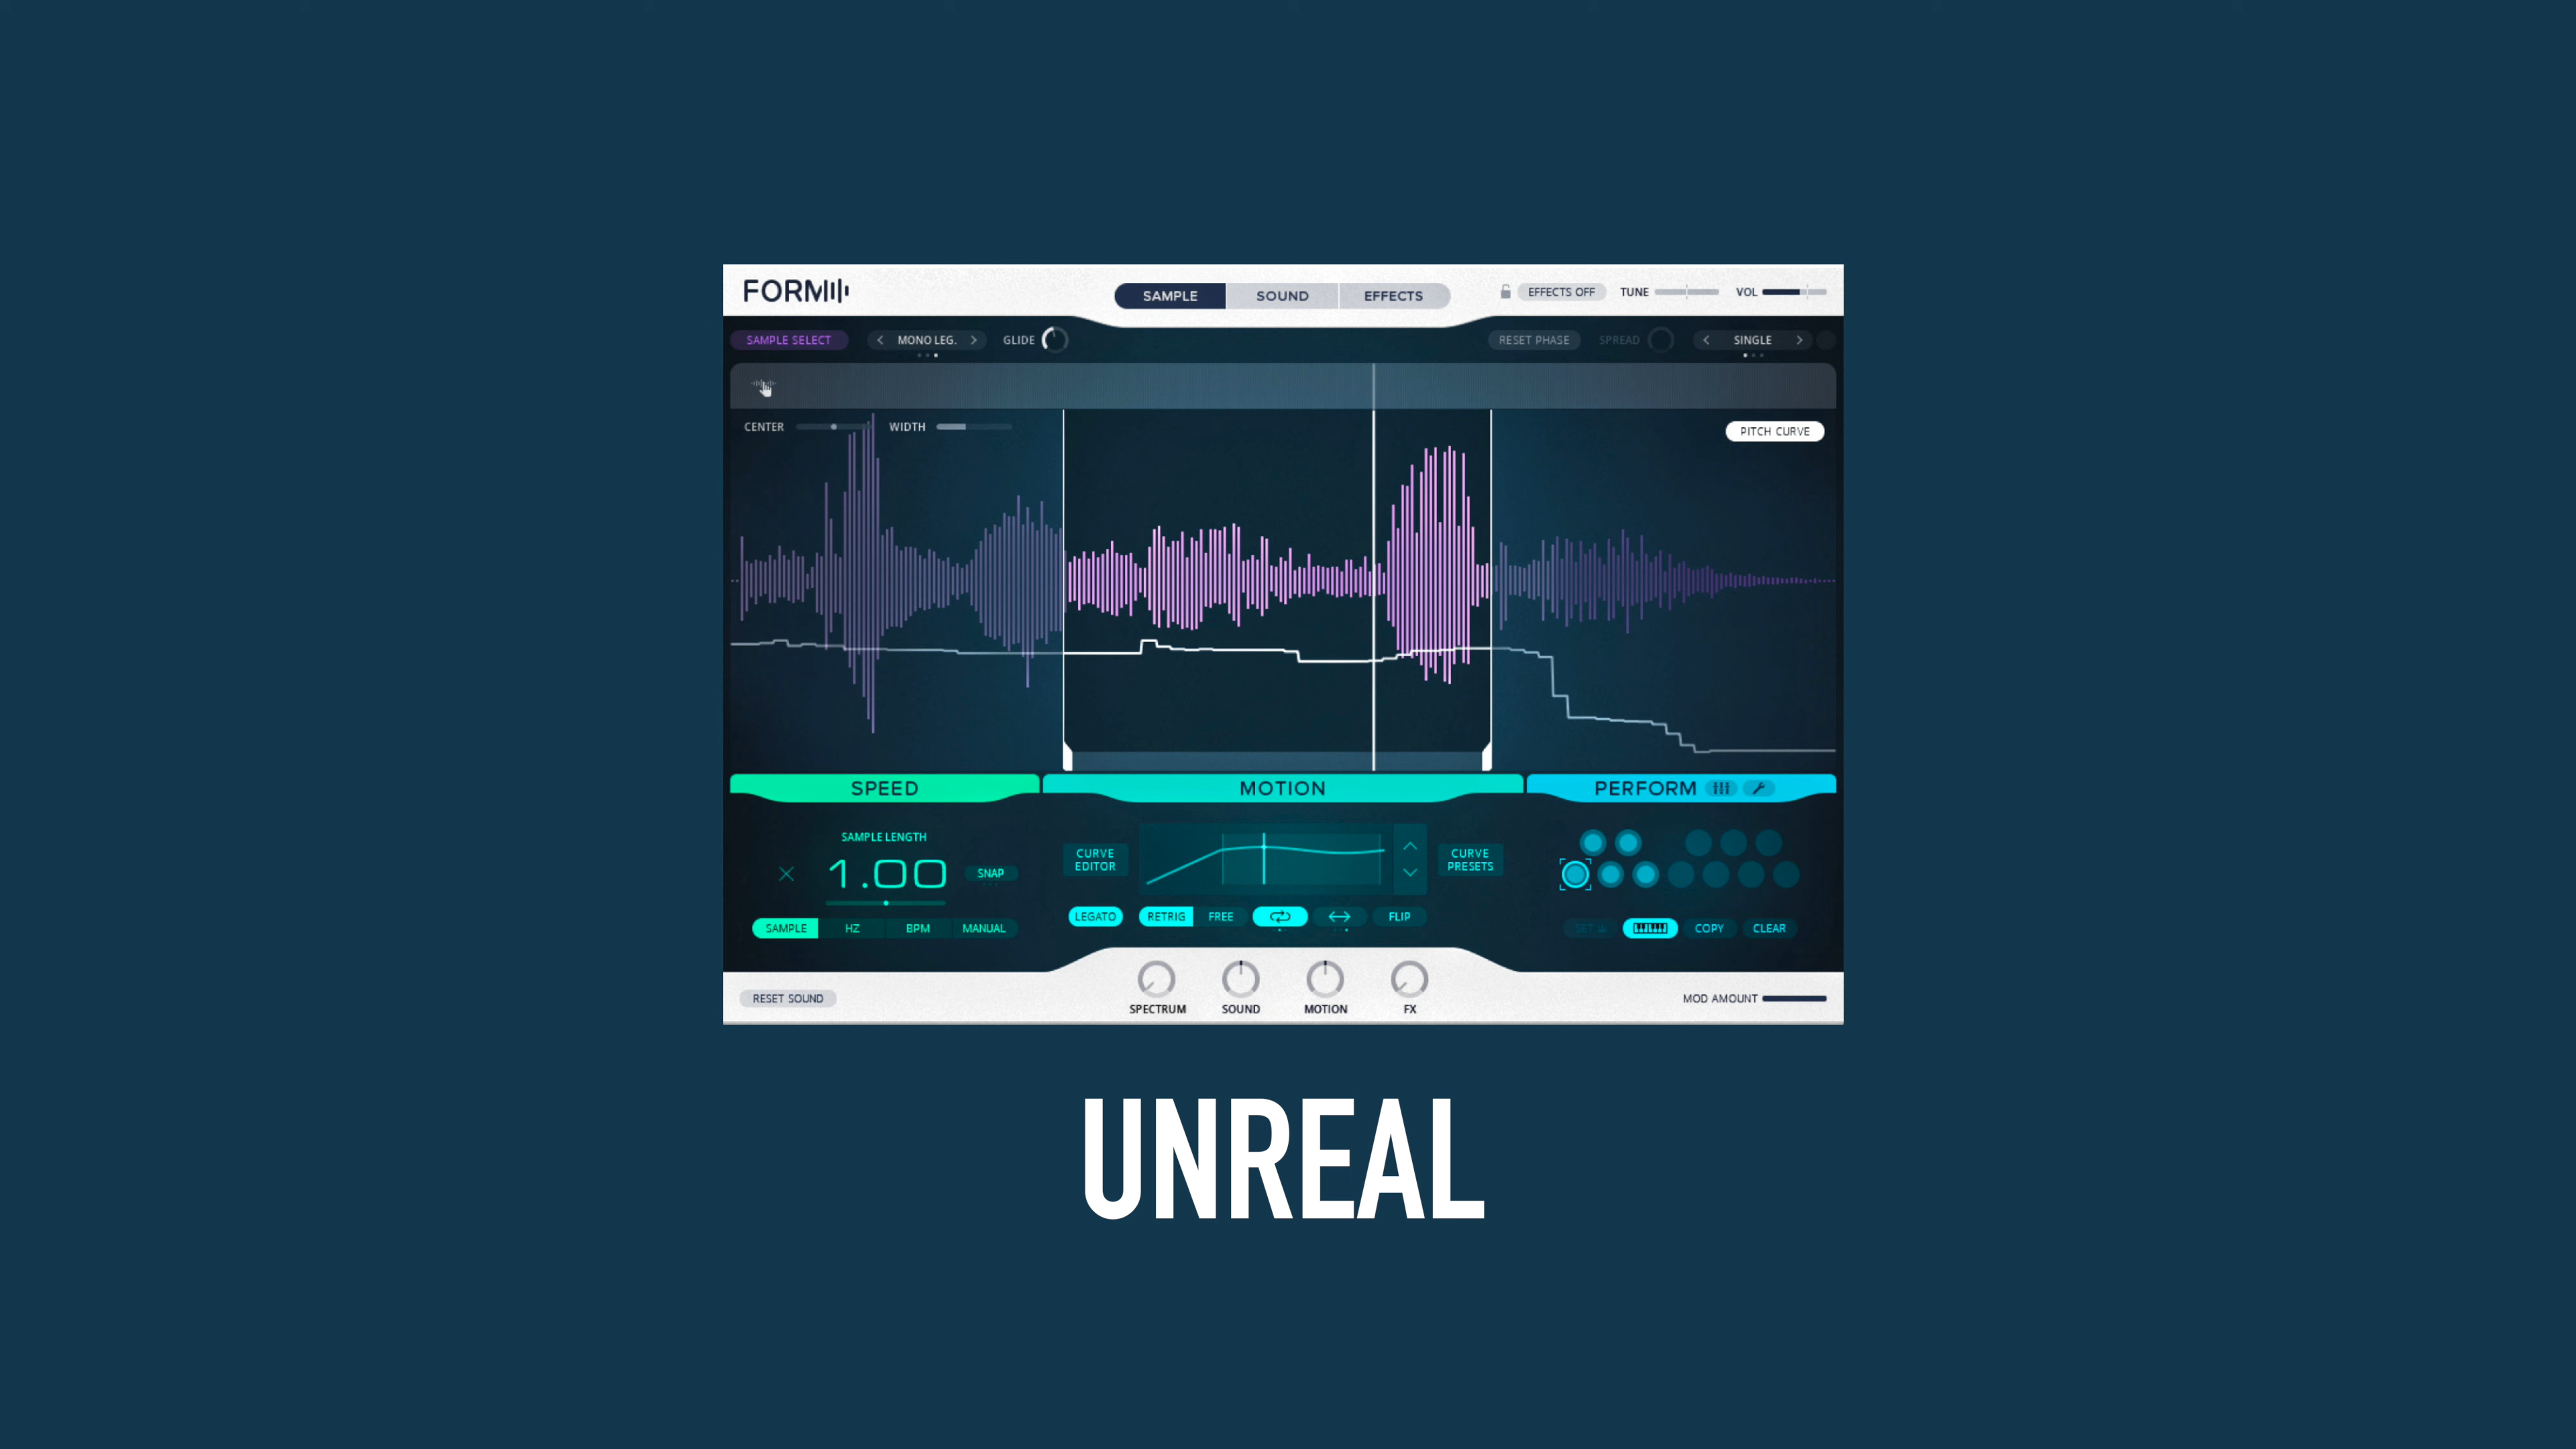 FORM
SAMPLE SOUND EFFECTS
EFFECTS OFF TUNE VOL
SAMPLE SELECT MONO LEG. GLIDE RESET PHASE SPREAD SINGLE
CENTER WIDTH PITCH CURVE
SPEED MOTION PERFORM
SAMPLE LENGTH
1.00 SNAP
SAMPLE HZ BPM MANUAL
CURVE EDITOR
CURVE PRESETS
LEGATO RETRIG FREE FLIP
SET COPY CLEAR
RESET SOUND SPECTRUM SOUND MOTION FX MOD AMOUNT
UNREAL